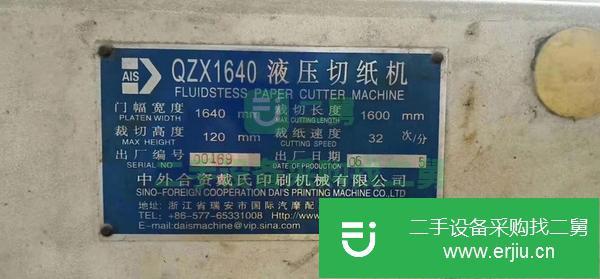 AIS
QZX1640 液压切纸机
FLUIDSTESS PAPER CUTTER MACHINE
门幅宽度 1640 mm 裁切长度 1600 mm
PLATEN WIDTH MAX CUTTING LENGTH
裁切高度 120 mm 裁纸速度 32 次/分
MAX HEIGHT CUTTING SPEED
出厂编号 00169 出厂日期 06 5
SERIAL NO DATE OF PRODUCTION
中外合资戴氏印刷机械有限公司
SINO-FOREIGN COOPERATION DAI'S PRINTING MACHINE CO.,LTD
地址:浙江省瑞安市国际汽摩配
TEL: +86-577-65331008 Http://www
E-mail:daismachine@vip.sina.com
二手设备采购找二舅
www.erjiu.cn